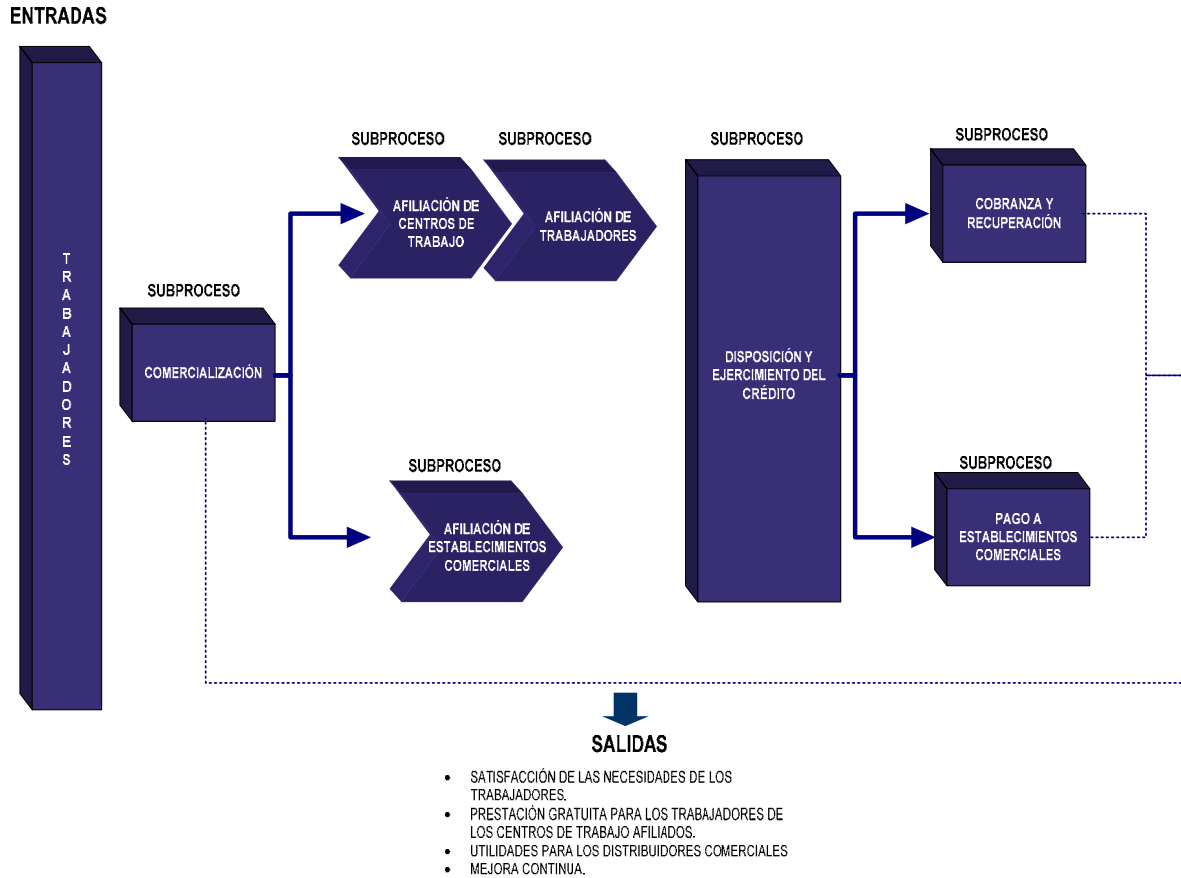 ENTRADAS
TRABAJADORES
SUBPROCESO
COMERCIALIZACIÓN
SUBPROCESO
AFILIACIÓN DE
CENTROS DE
TRABAJO
SUBPROCESO
AFILIACIÓN DE
TRABAJADORES
SUBPROCESO
AFILIACIÓN DE
ESTABLECIMIENTOS
COMERCIALES
SUBPROCESO
DISPOSICIÓN Y
EJERCIMIENTO DEL
CRÉDITO
SUBPROCESO
COBRANZA Y
RECUPERACIÓN
SUBPROCESO
PAGO A
ESTABLECIMIENTOS
COMERCIALES
SALIDAS
• SATISFACCIÓN DE LAS NECESIDADES DE LOS
TRABAJADORES.
• PRESTACIÓN GRATUITA PARA LOS TRABAJADORES DE
LOS CENTROS DE TRABAJO AFILIADOS.
• UTILIDADES PARA LOS DISTRIBUIDORES COMERCIALES
• MEJORA CONTINUA.